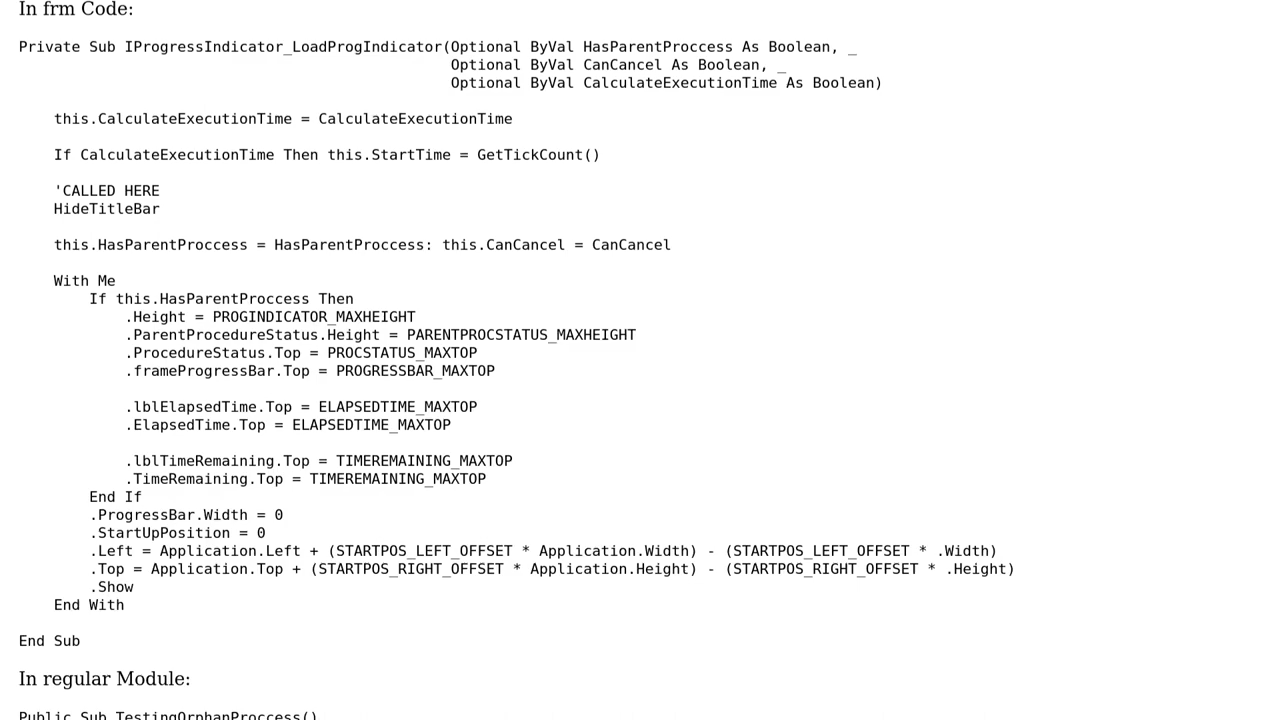 In frm Code:
Private Sub IProgressIndicator_LoadProgIndicator(Optional ByVal HasParentProccess As Boolean, _
Optional ByVal CanCancel As Boolean, _
Optional ByVal CalculateExecutionTime As Boolean)
this.CalculateExecutionTime = CalculateExecutionTime
If CalculateExecutionTime Then this.StartTime = GetTickCount()
'CALLED HERE
HideTitleBar
this.HasParentProccess = HasParentProccess: this.CanCancel = CanCancel
With Me
If this.HasParentProccess Then
.Height = PROGINDICATOR_MAXHEIGHT
.ParentProcedureStatus.Height = PARENTPROCSTATUS_MAXHEIGHT
.ProcedureStatus.Top = PROCSTATUS_MAXTOP
.frameProgressBar.Top = PROGRESSBAR_MAXTOP
.lblElapsedTime.Top = ELAPSEDTIME_MAXTOP
.ElapsedTime.Top = ELAPSEDTIME_MAXTOP
.lblTimeRemaining.Top = TIMEREMAINING_MAXTOP
.TimeRemaining.Top = TIMEREMAINING_MAXTOP
End If
.ProgressBar.Width = 0
.StartUpPosition = 0
.Left = Application.Left + (STARTPOS_LEFT_OFFSET * Application.Width) - (STARTPOS_LEFT_OFFSET * .Width)
.Top = Application.Top + (STARTPOS_RIGHT_OFFSET * Application.Height) - (STARTPOS_RIGHT_OFFSET * .Height)
.Show
End With
End Sub
In regular Module:
Public Sub TestingOrphanProccess()